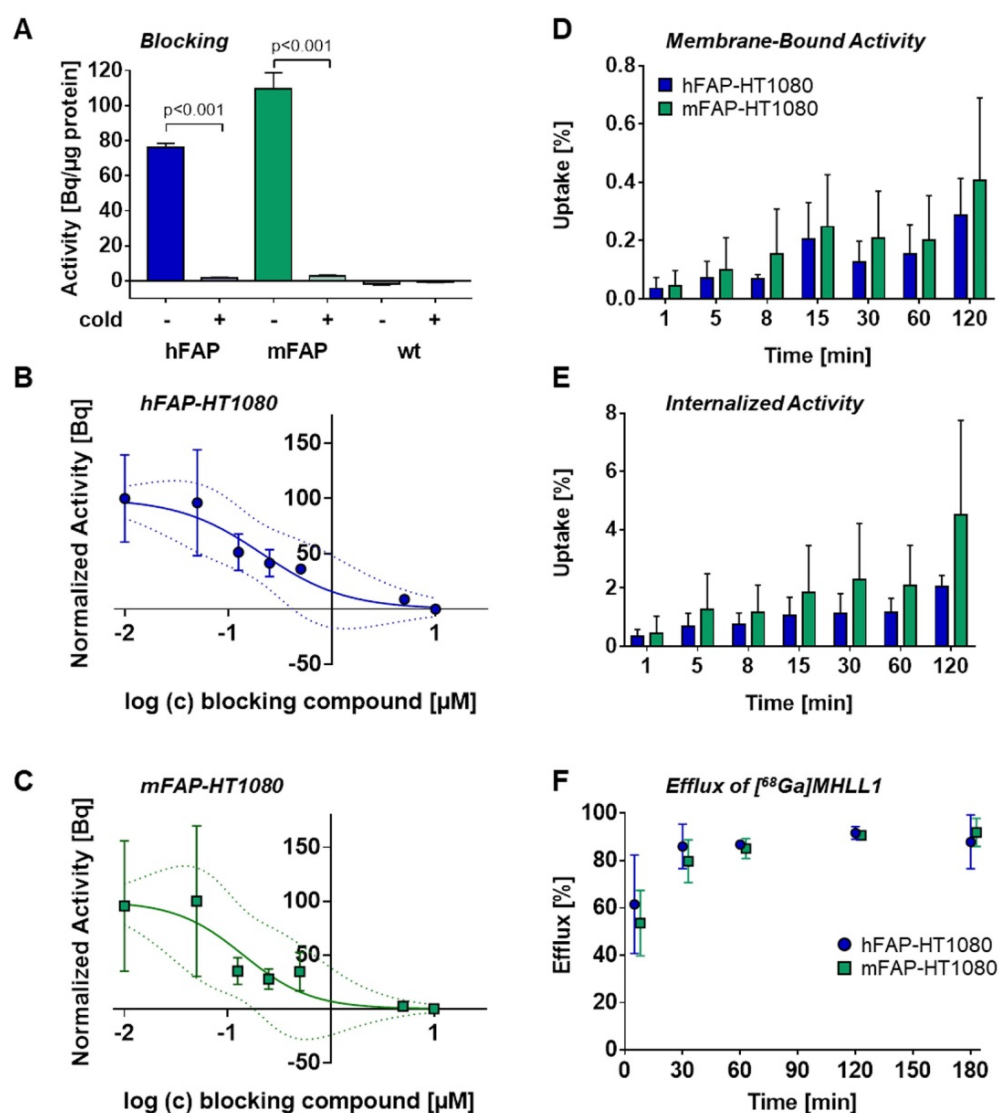 A
Blocking
Activity [Bq/µg protein]
120
100
80
60
40
20
0
p<0.001
p<0.001
cold - + - + - +
hFAP mFAP wt
B
hFAP-HT1080
Normalized Activity [Bq]
150
100
50
-50
-2 -1 1
log (c) blocking compound [µM]
C
mFAP-HT1080
Normalized Activity [Bq]
150
100
50
-50
-2 -1 1
log (c) blocking compound [µM]
D
Membrane-Bound Activity
hFAP-HT1080
mFAP-HT1080
Uptake [%]
0.8
0.6
0.4
0.2
0.0
1 5 8 15 30 60 120
Time [min]
E
Internalized Activity
Uptake [%]
8
6
4
2
0
1 5 8 15 30 60 120
Time [min]
F
Efflux of [⁶⁸Ga]MHLL1
Efflux [%]
100
80
60
40
20
0
hFAP-HT1080
mFAP-HT1080
0 30 60 90 120 150 180
Time [min]